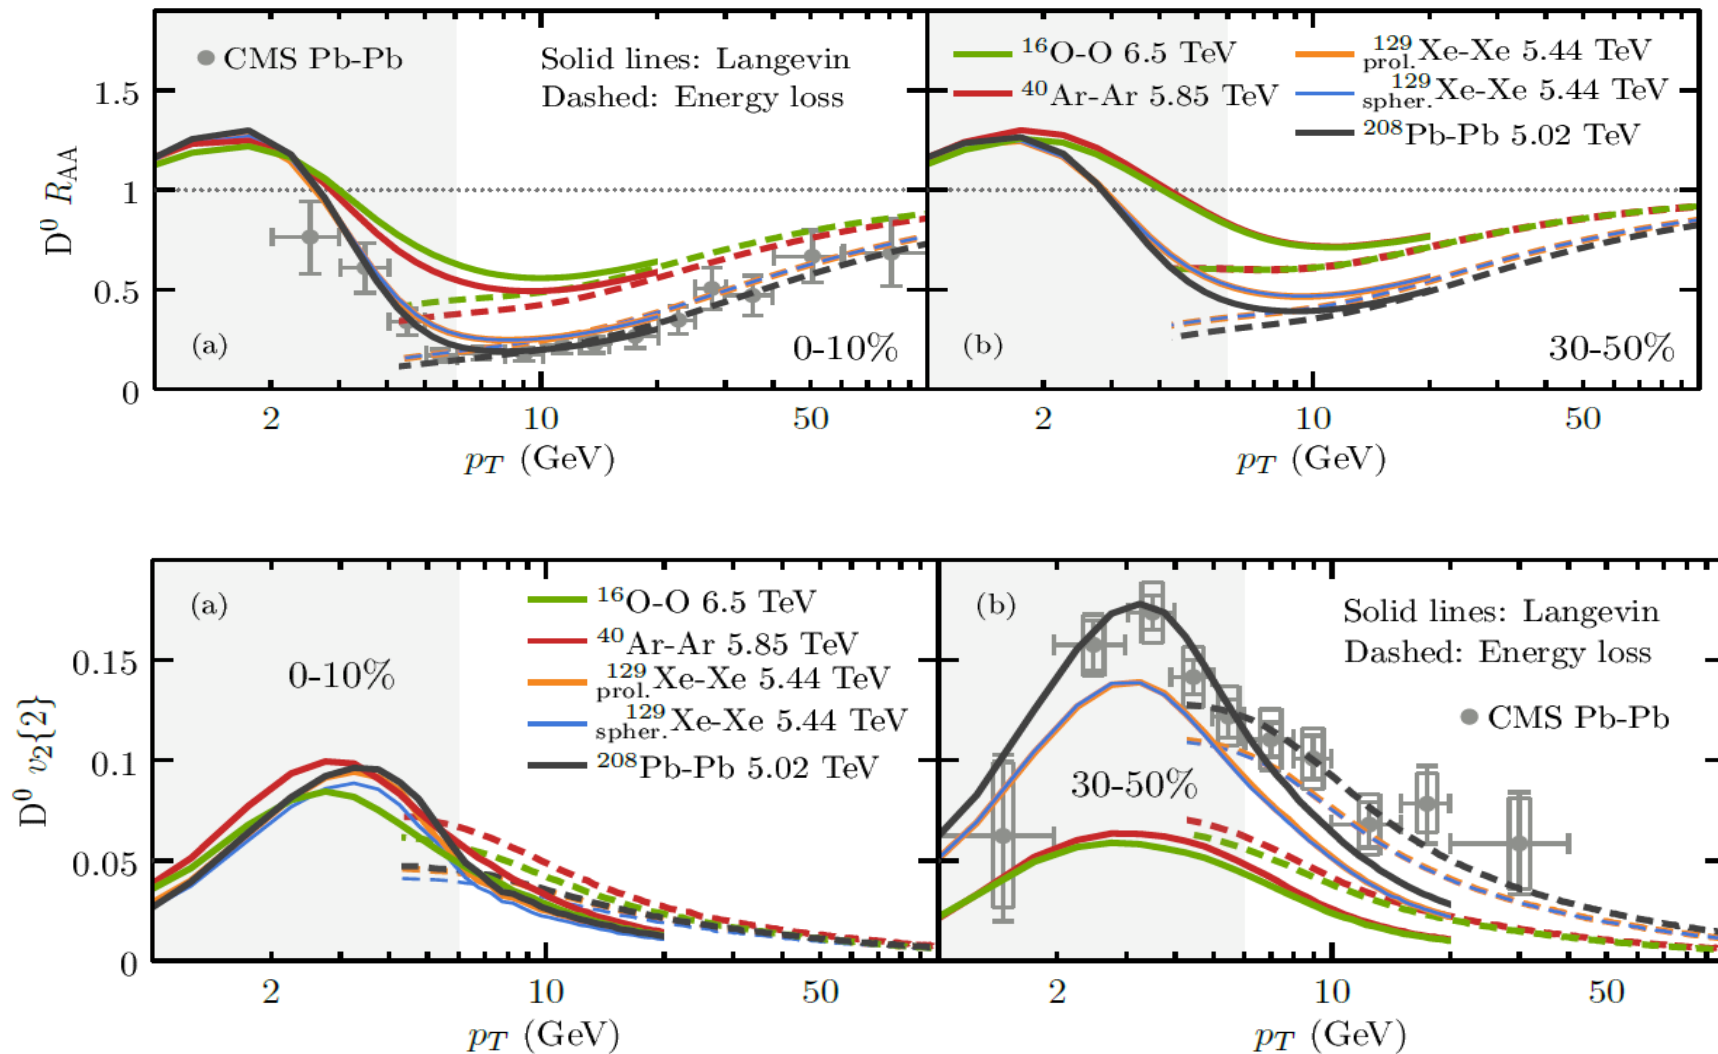 CMS Pb-Pb
Solid lines: Langevin
Dashed: Energy loss
¹⁶O-O 6.5 TeV
⁴⁰Ar-Ar 5.85 TeV
¹²⁹prol.Xe-Xe 5.44 TeV
¹²⁹spher.Xe-Xe 5.44 TeV
²⁰⁸Pb-Pb 5.02 TeV
D⁰ R_AA
1.5
1
0.5
0
(a)
0-10%
(b)
30-50%
2
10
50
2
10
50
p_T (GeV)
p_T (GeV)
(a)
0-10%
¹⁶O-O 6.5 TeV
⁴⁰Ar-Ar 5.85 TeV
¹²⁹prol.Xe-Xe 5.44 TeV
¹²⁹spher.Xe-Xe 5.44 TeV
²⁰⁸Pb-Pb 5.02 TeV
(b)
Solid lines: Langevin
Dashed: Energy loss
CMS Pb-Pb
30-50%
D⁰ v₂{2}
0.15
0.1
0.05
0
2
10
50
2
10
50
p_T (GeV)
p_T (GeV)